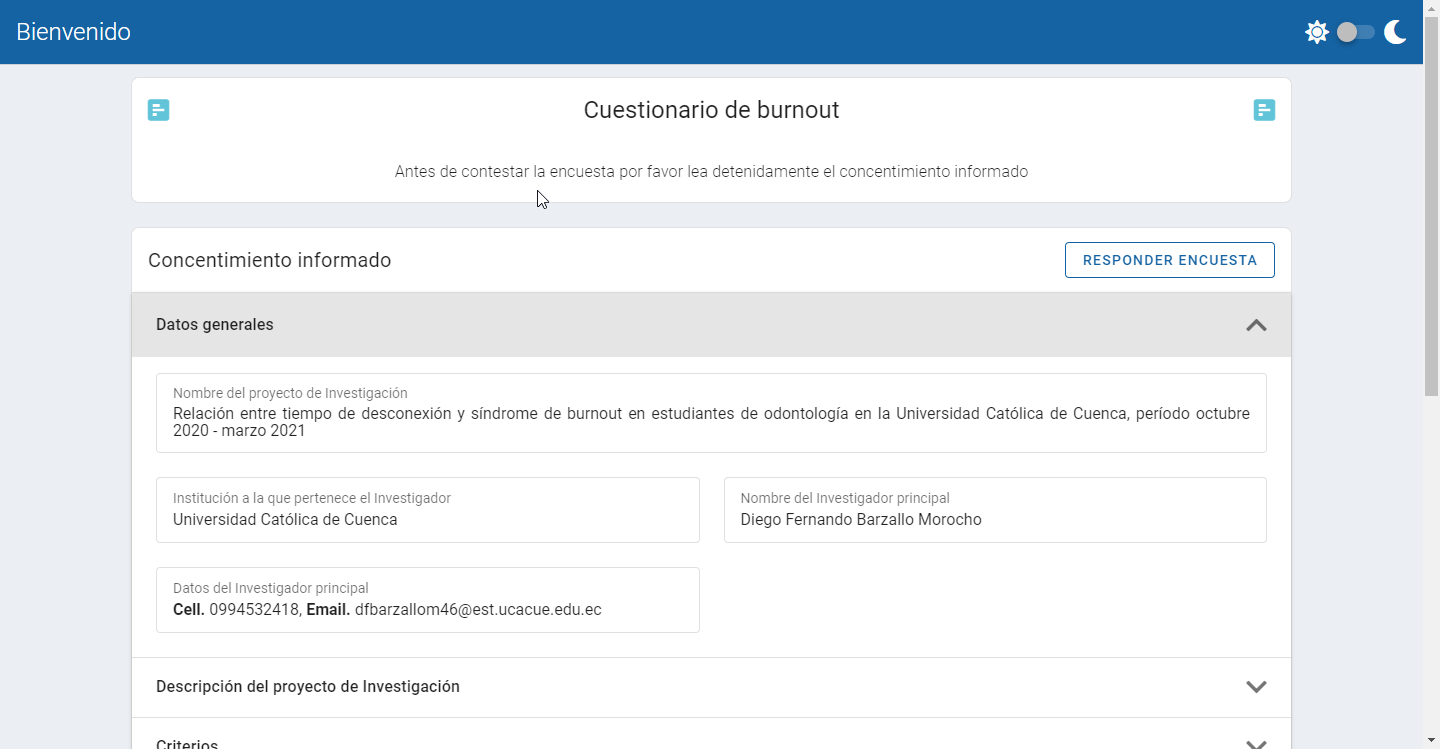 Bienvenido
Cuestionario de burnout
Antes de contestar la encuesta por favor lea detenidamente el concentimiento informado
Concentimiento informado
RESPONDER ENCUESTA
Datos generales
Nombre del proyecto de Investigación
Relación entre tiempo de desconexión y síndrome de burnout en estudiantes de odontología en la Universidad Católica de Cuenca, período octubre
2020 - marzo 2021
Institución a la que pertenece el Investigador
Universidad Católica de Cuenca
Nombre del Investigador principal
Diego Fernando Barzallo Morocho
Datos del Investigador principal
Cell. 0994532418, Email. dfbarzallom46@est.ucacue.edu.ec
Descripción del proyecto de Investigación
Criterios